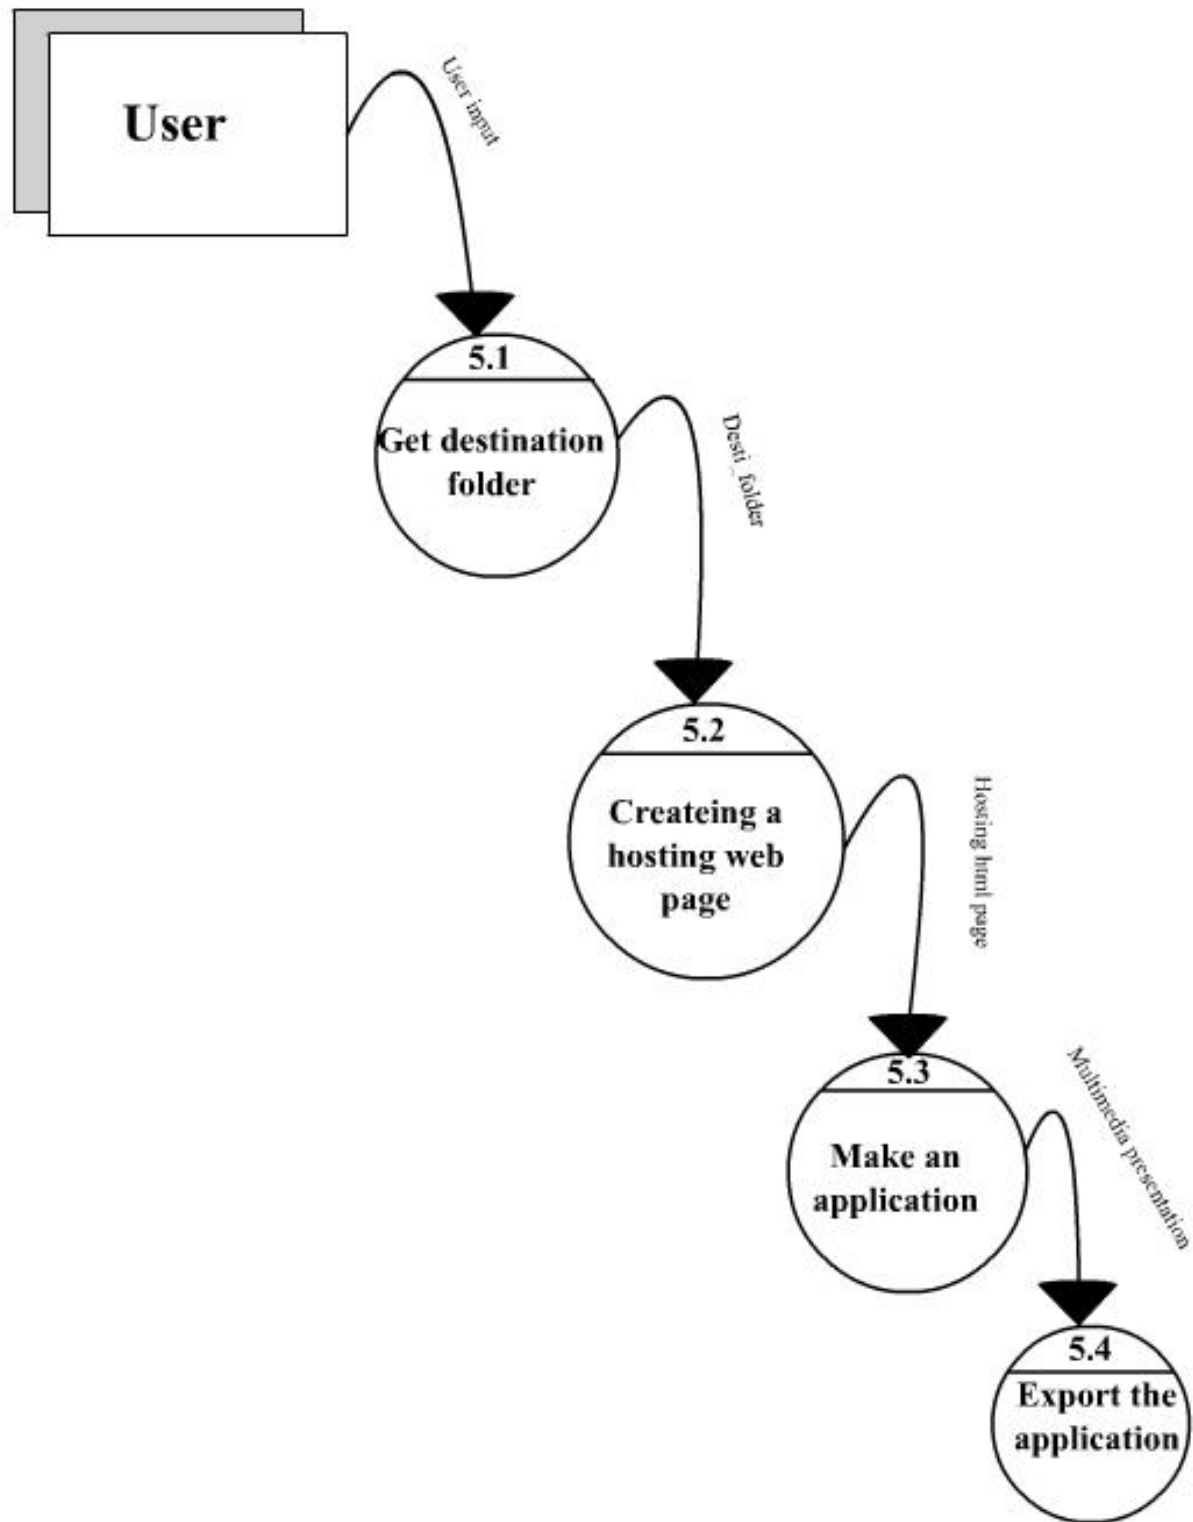 User
User input
5.1
Get destination
folder
Desti_folder
5.2
Createing a
hosting web
page
Hosting html page
5.3
Make an
application
Multimedia presentation
5.4
Export the
application